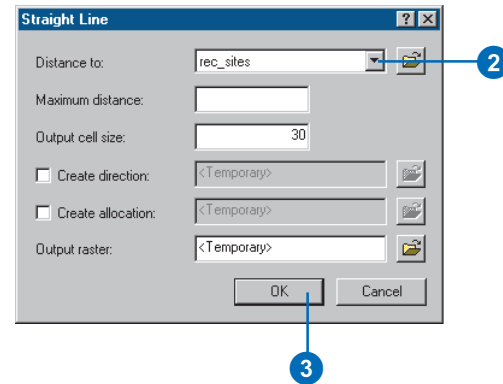 Straight Line
Distance to: rec_sites
2
Maximum distance:
Output cell size: 30
Create direction: <Temporary>
Create allocation: <Temporary>
Output raster: <Temporary>
OK Cancel
3